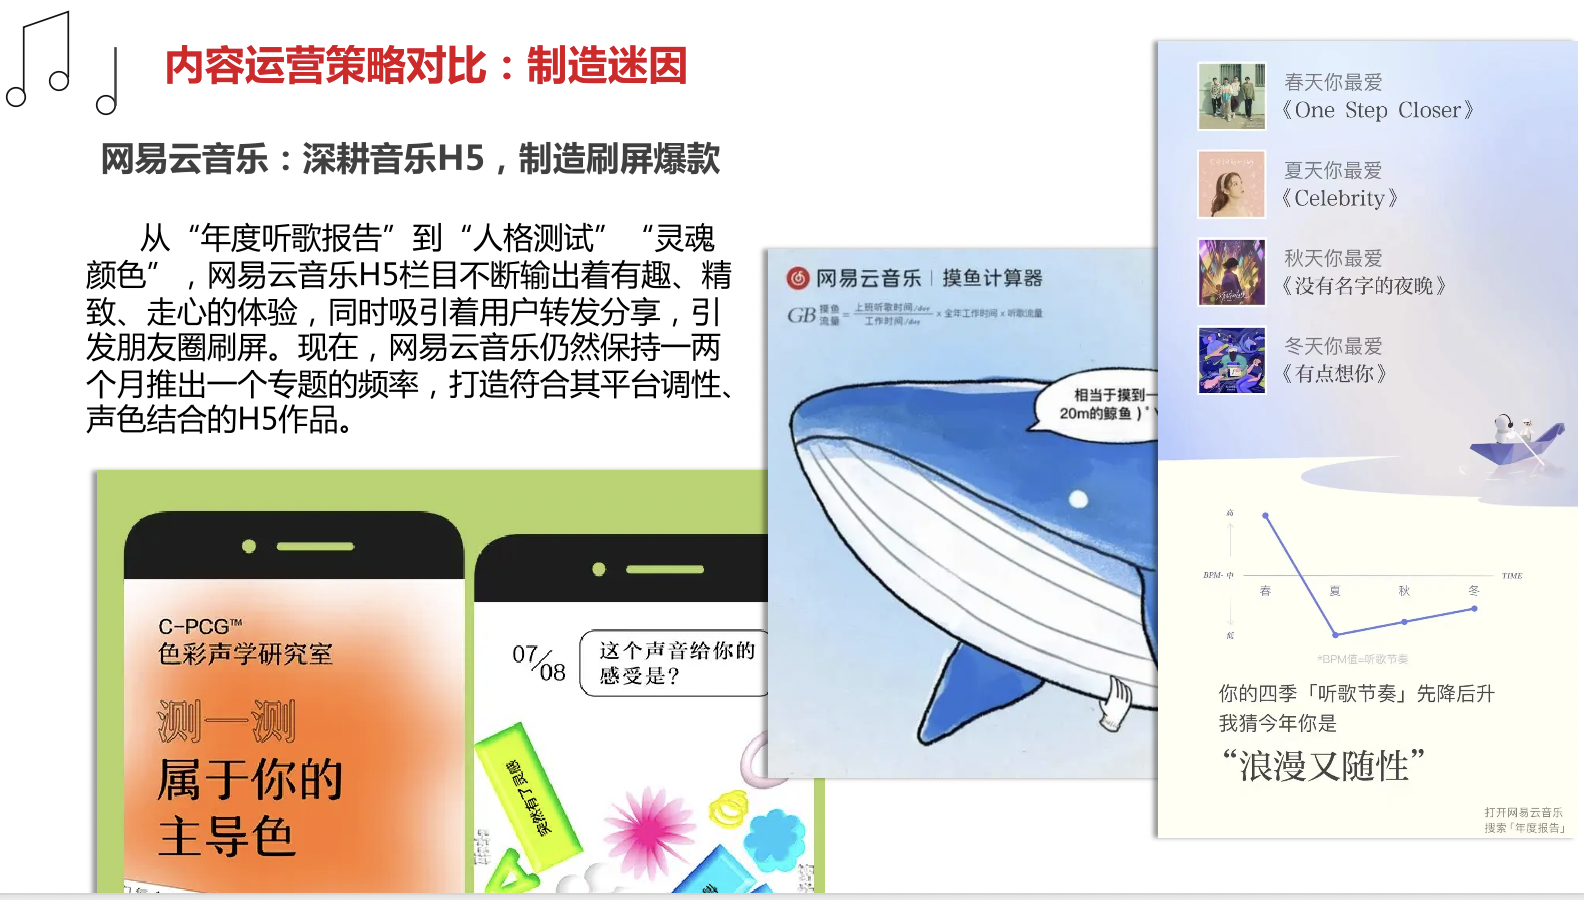 内容运营策略对比：制造迷因
网易云音乐：深耕音乐H5，制造刷屏爆款
从“年度听歌报告”到“人格测试”“灵魂
颜色”，网易云音乐H5栏目不断输出着有趣、精
致、走心的体验，同时吸引着用户转发分享，引
发朋友圈刷屏。现在，网易云音乐仍然保持一两
个月推出一个专题的频率，打造符合其平台调性、
声色结合的H5作品。
C-PCG™
色彩声学研究室
测一测
属于你的
主导色
07/08
这个声音给你的
感受是?
突然有了灵感
网易云音乐 | 摸鱼计算器
GB摸鱼流量 = 上班听歌时间/day / 工作时间/day × 全年工作时间 × 听歌流量
相当于摸到一
20m的鲸鱼）°
春天你最爱
《One Step Closer》
夏天你最爱
《Celebrity》
秋天你最爱
《没有名字的夜晚》
冬天你最爱
《有点想你》
高
BPM- 中
TIME
春 夏 秋 冬
低
*BPM值=听歌节奏
你的四季「听歌节奏」先降后升
我猜今年你是
“浪漫又随性”
打开网易云音乐
搜索「年度报告」